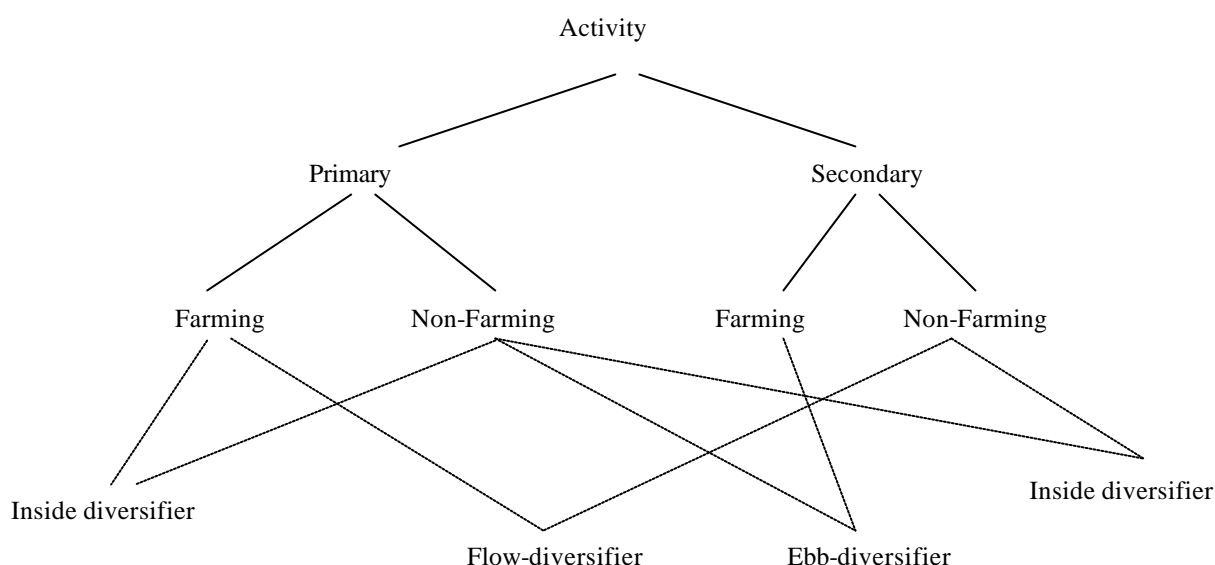 Activity
Primary Secondary
Farming Non-Farming Farming Non-Farming
Inside diversifier
Inside diversifier
Flow-diversifier Ebb-diversifier